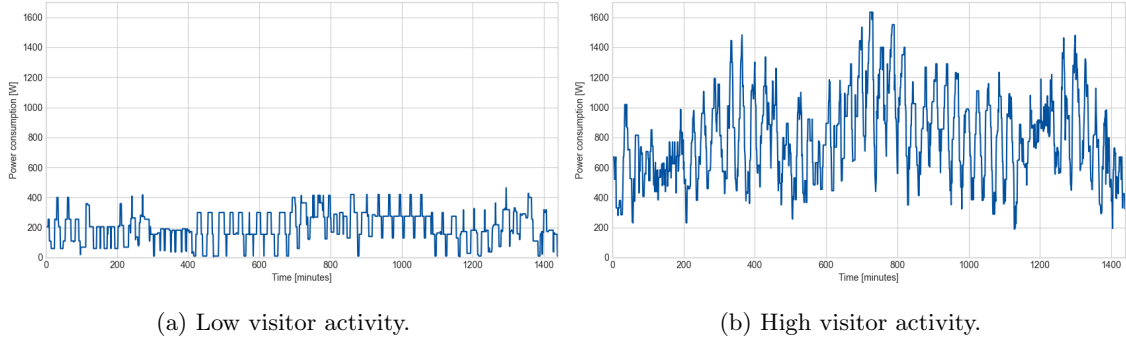 1600
1400
1200
1000
800
600
400
200
0
Power consumption [W]
0 200 400 600 800 1000 1200 1400
Time [minutes]
(a) Low visitor activity.
1600
1400
1200
1000
800
600
400
200
0
Power consumption [W]
0 200 400 600 800 1000 1200 1400
Time [minutes]
(b) High visitor activity.